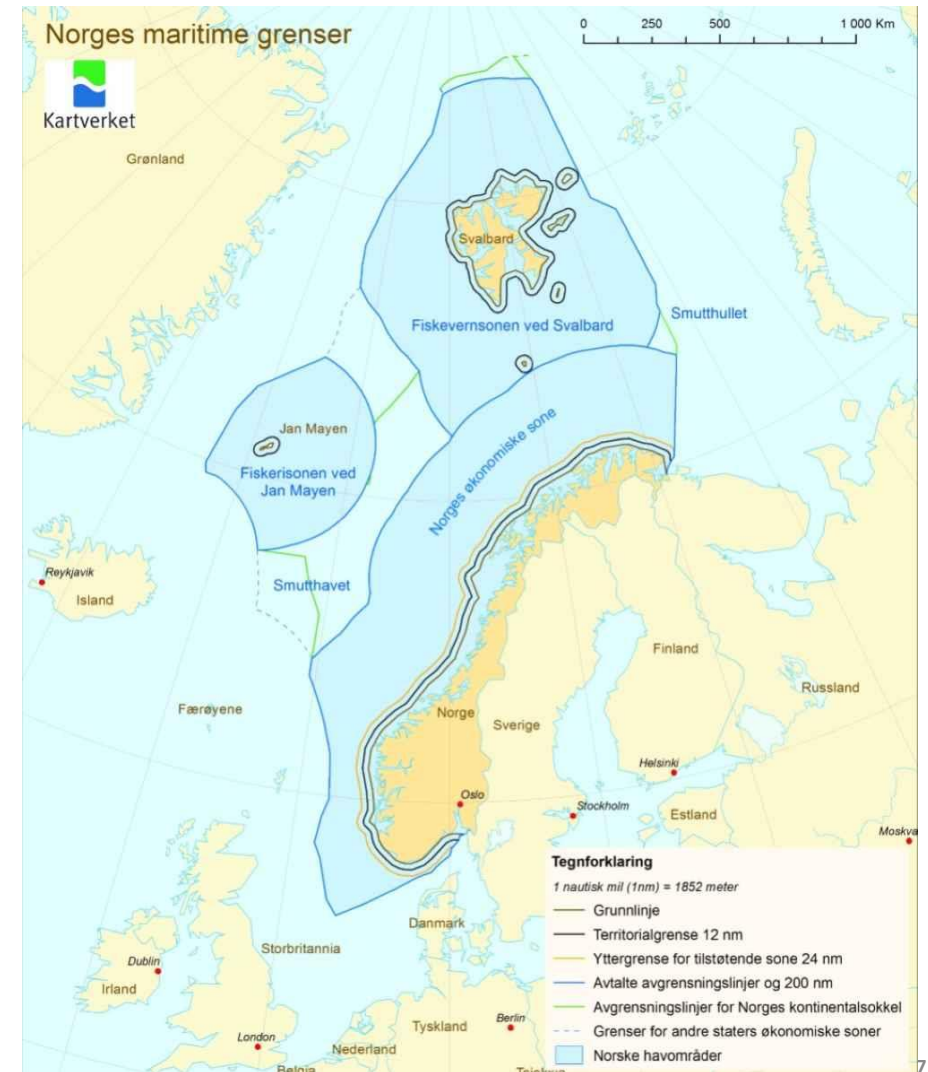 Norges maritime grenser
0 250 500 1 000 Km
Kartverket
Grønland
Svalbard
Smutthullet
Fiskevernsonen ved Svalbard
Jan Mayen
Fiskerisonen ved
Jan Mayen
Norges økonomiske sone
Reykjavik
Island
Smutthavet
Finland
Russland
Færøyene
Norge
Sverige
Helsinki
Oslo
Stockholm
Estland
Moskva
Danmark
Storbritannia
Dublin
Irland
London
Tyskland
Berlin
Nederland
Belgia
Tegnforklaring
1 nautisk mil (1nm) = 1852 meter
Grunnlinje
Territorialgrense 12 nm
Yttergrense for tilstøtende sone 24 nm
Avtalte avgrensningslinjer og 200 nm
Avgrensningslinjer for Norges kontinentalsokkel
Grenser for andre staters økonomiske soner
Norske havområder
7